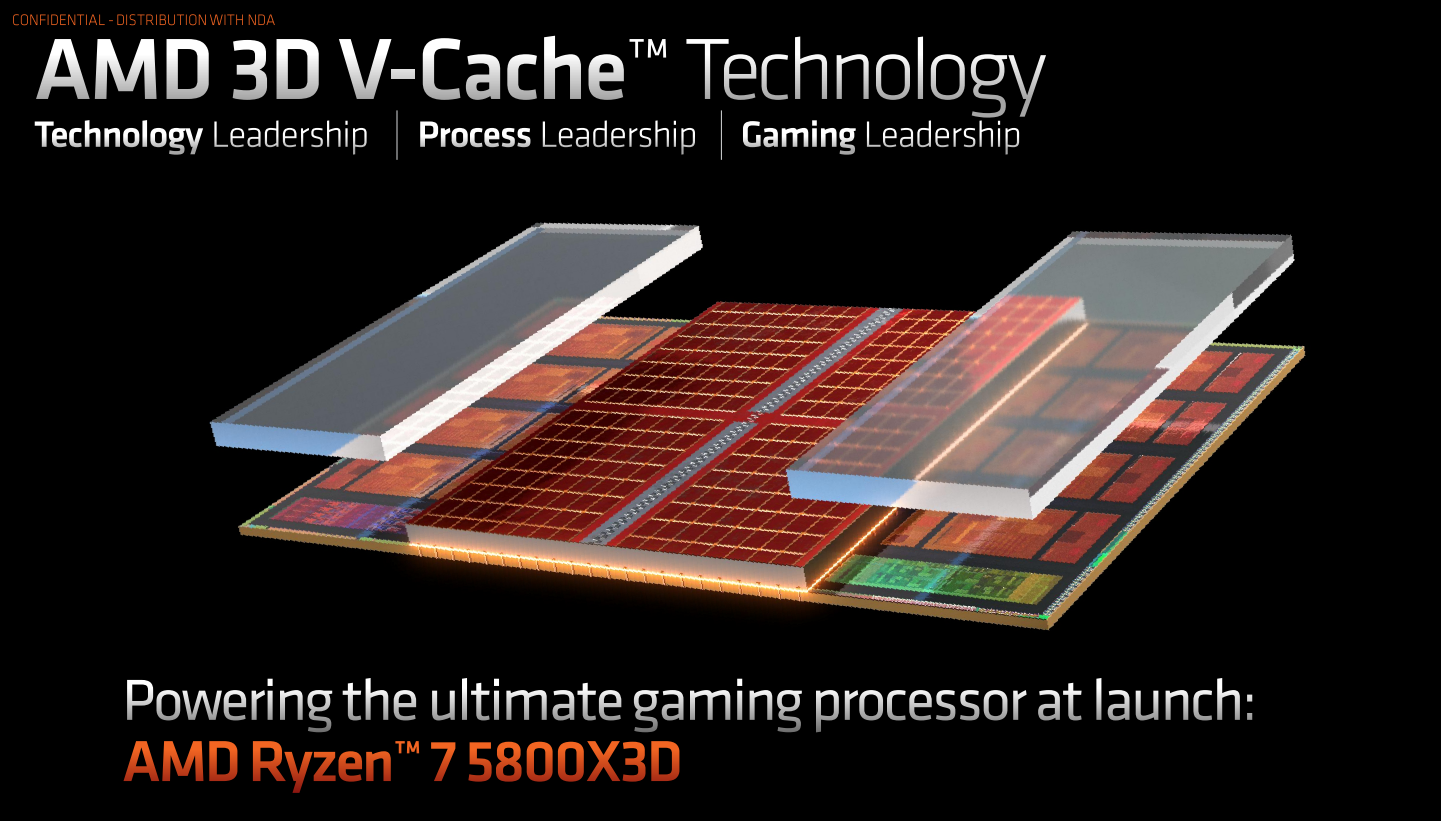 CONFIDENTIAL - DISTRIBUTION WITH NDA
AMD 3D V-Cache™ Technology
Technology Leadership | Process Leadership | Gaming Leadership
Powering the ultimate gaming processor at launch:
AMD Ryzen™ 7 5800X3D